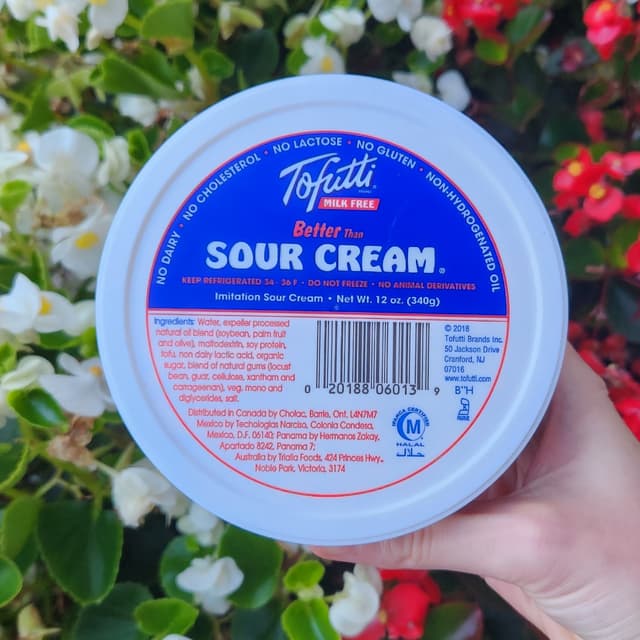 NO DAIRY • NO CHOLESTEROL • NO LACTOSE • NO GLUTEN • NON-HYDROGENATED OIL
Tofutti
MILK FREE
Better Than
SOUR CREAM®
KEEP REFRIGERATED 34 - 36 F • DO NOT FREEZE • NO ANIMAL DERIVATIVES
Imitation Sour Cream • Net Wt. 12 oz. (340g)
Ingredients: Water, expeller processed
natural oil blend (soybean, palm fruit
and olive), maltodextrin, soy protein,
tofu, non dairy lactic acid, organic
sugar, blend of natural gums (locust
bean, guar, cellulose, xantham and
carrageenan), veg. mono and
diglycerides, salt.
0 20188 06013 9
© 2018
Tofutti Brands Inc.
50 Jackson Drive
Cranford, NJ
07016
www.tofutti.com
B"H
Distributed in Canada by Cholac, Barrie, Ont. L4N7M7
Mexico by Techologias Narciso, Colonia Condesa,
Mexico, D.F. 06140; Panama by Hermanos Zakay,
Apartado 8242, Panama 7;
Australia by Trialia Foods, 424 Princes Hwy.,
Noble Park, Victoria, 3174
CERTIFIED
M
HALAL
حلال